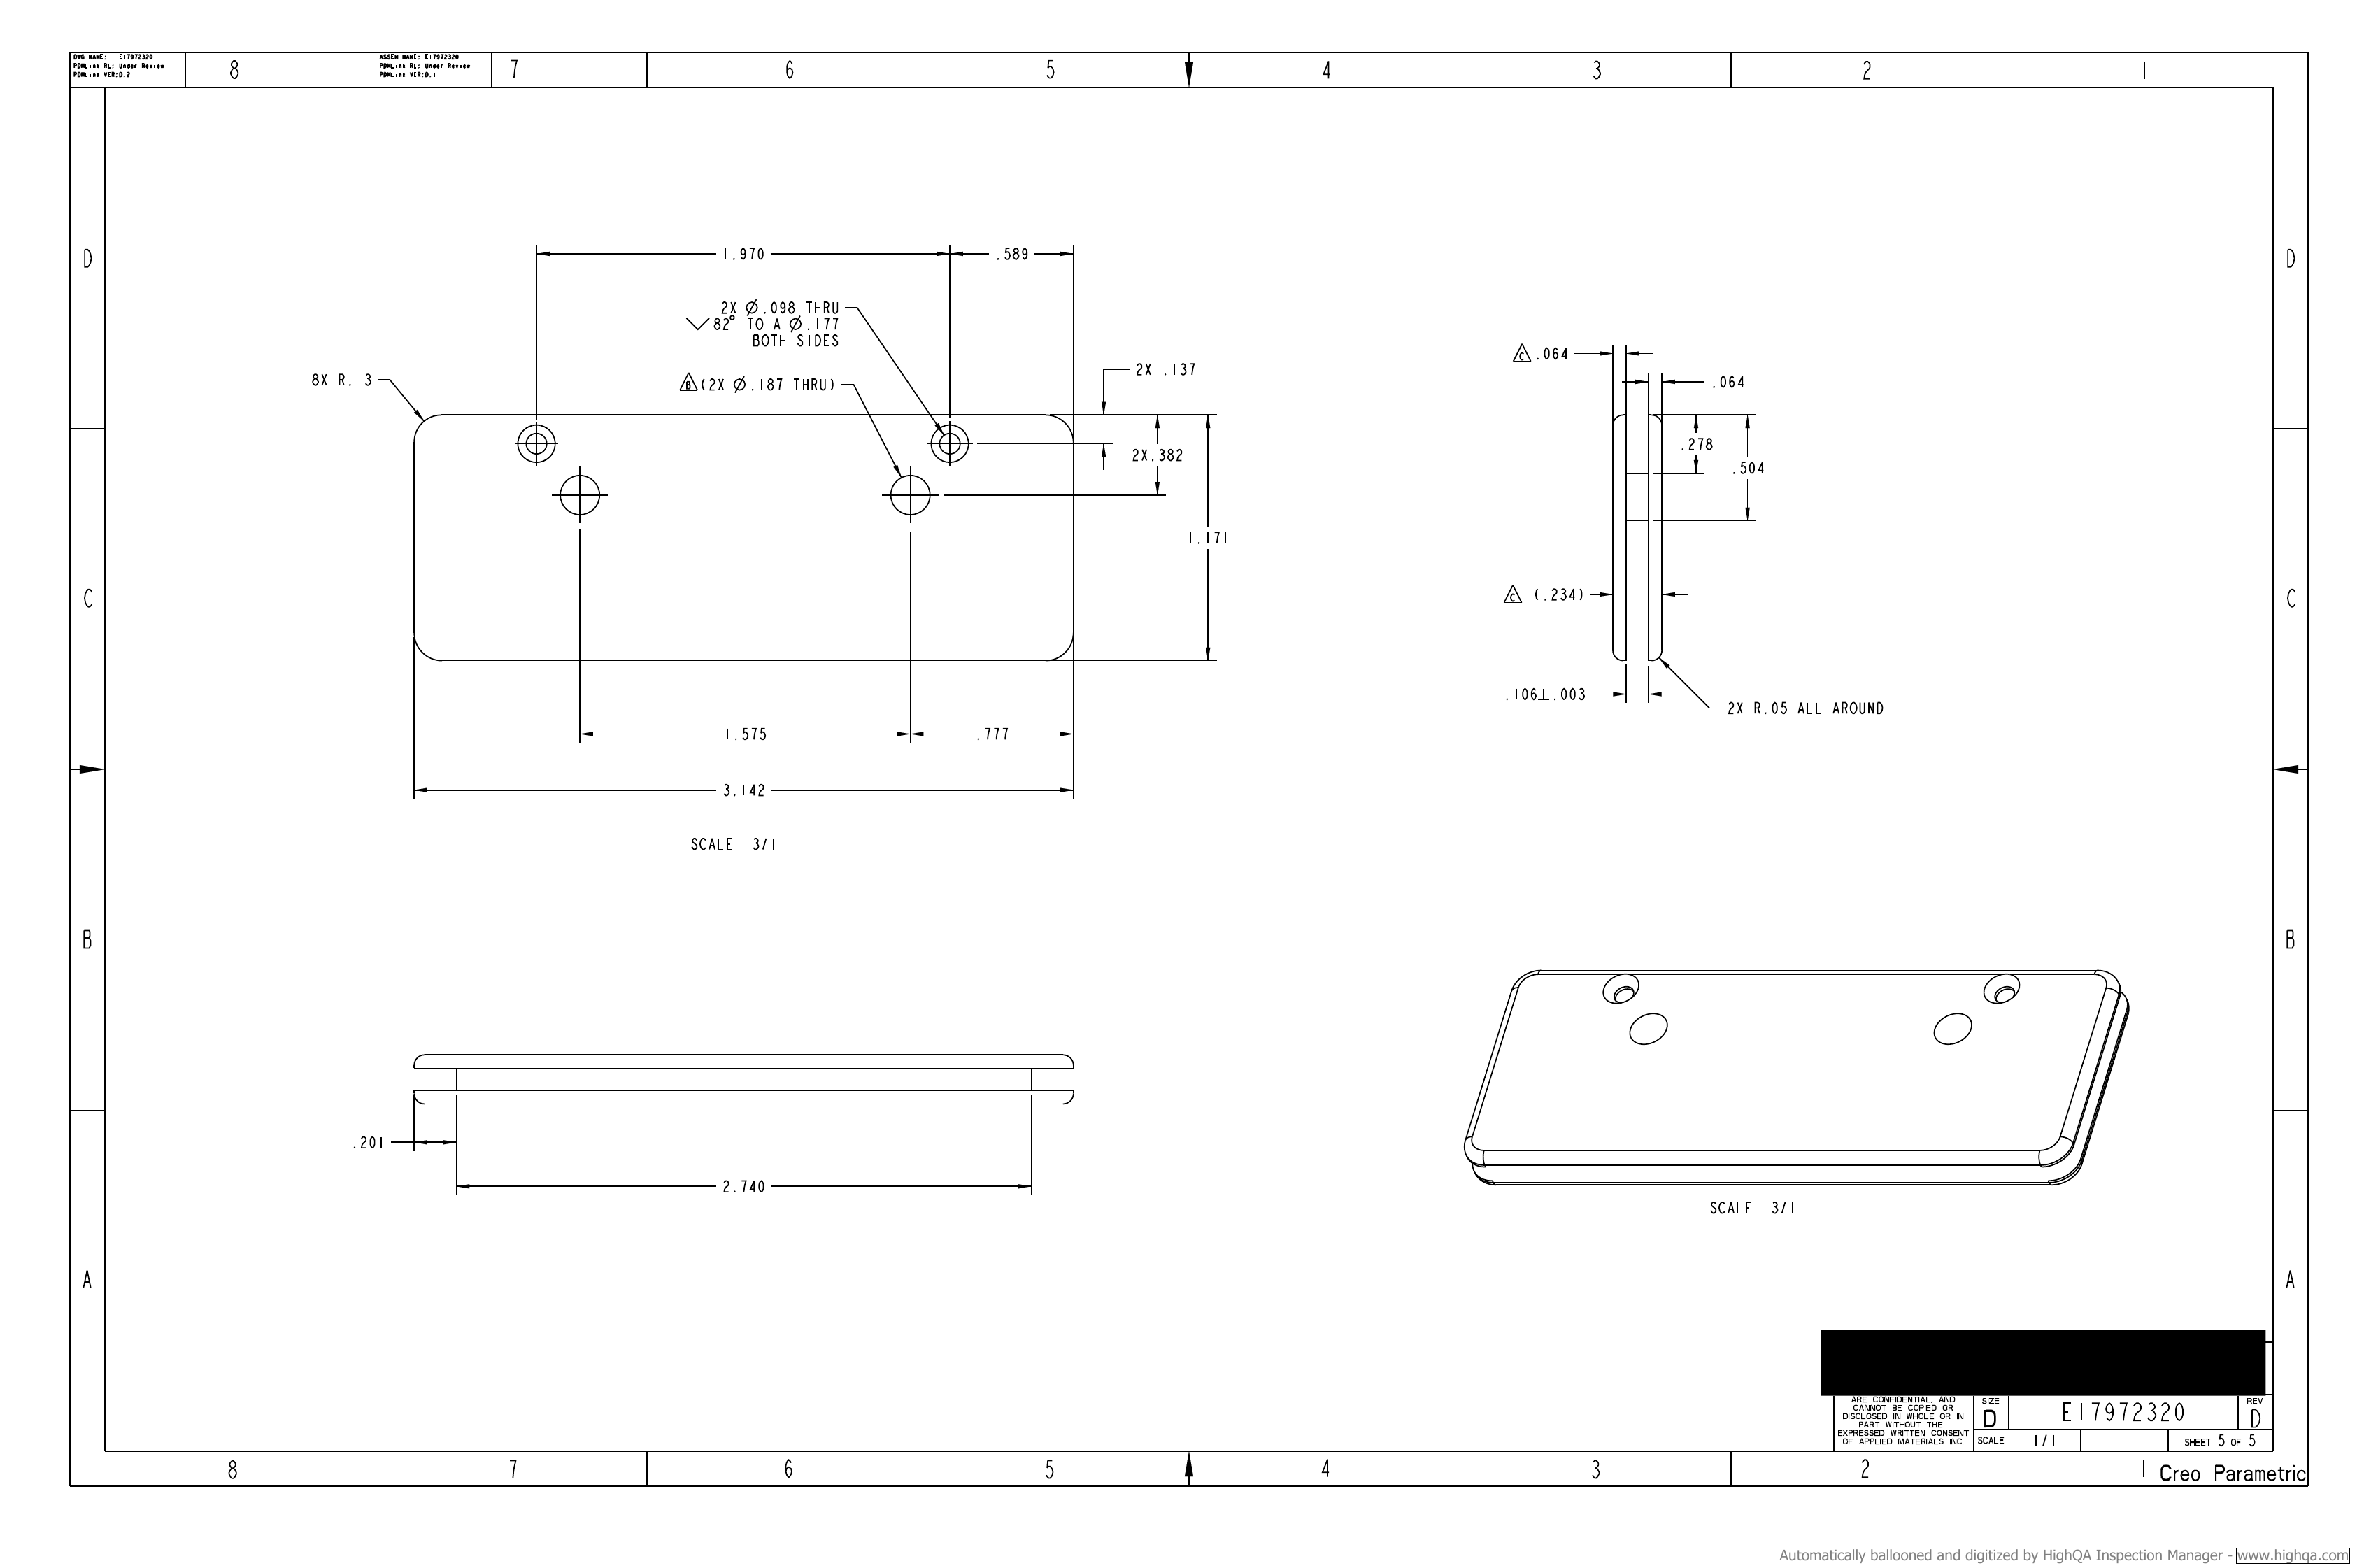 DWG NAME: E17972320
PDMLink RL: Under Review
PDMLink VER:D.2
ASSEM NAME: E17972320
PDMLink RL: Under Review
PDMLink VER:D.1
8 7 6 5 4 3 2 1
D D
1.970 .589
2X Ø.098 THRU
82° TO A Ø.177
BOTH SIDES
C .064
2X .137
8X R.13
B (2X Ø.187 THRU)
.064
.278
2X.382
.504
1.171
C C
C (.234)
.106±.003
2X R.05 ALL AROUND
1.575 .777
3.142
SCALE 3/1
B B
.201
2.740
SCALE 3/1
A A
ARE CONFIDENTIAL, AND
CANNOT BE COPIED OR
DISCLOSED IN WHOLE OR IN
PART WITHOUT THE
EXPRESSED WRITTEN CONSENT
OF APPLIED MATERIALS INC.
SIZE
D
E17972320
REV
D
SCALE 1/1
SHEET 5 OF 5
8 7 6 5 4 3 2 1
Creo Parametric
Automatically ballooned and digitized by HighQA Inspection Manager - www.highqa.com